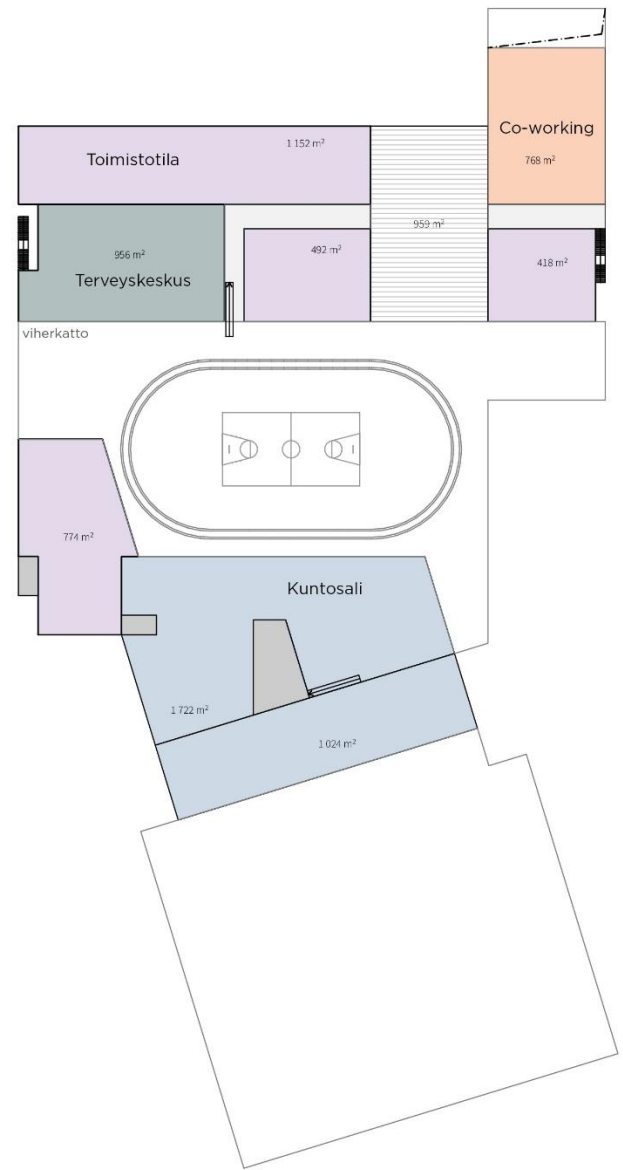 Co-working
768 m²
Toimistotila
1 152 m²
959 m²
956 m²
Terveyskeskus
492 m²
418 m²
viherkatto
774 m²
Kuntosali
1 722 m²
1 024 m²